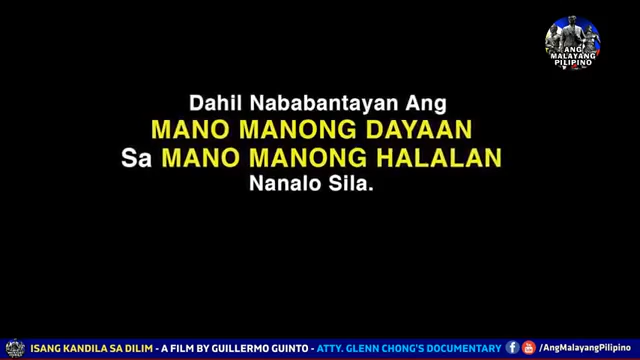 ANG
MALAYANG
PILIPINO
Dahil Nababantayan Ang
MANO MANONG DAYAAN
Sa MANO MANONG HALALAN
Nanalo Sila.
ISANG KANDILA SA DILIM - A FILM BY GUILLERMO GUINTO - ATTY. GLENN CHONG'S DOCUMENTARY /AngMalayangPilipino